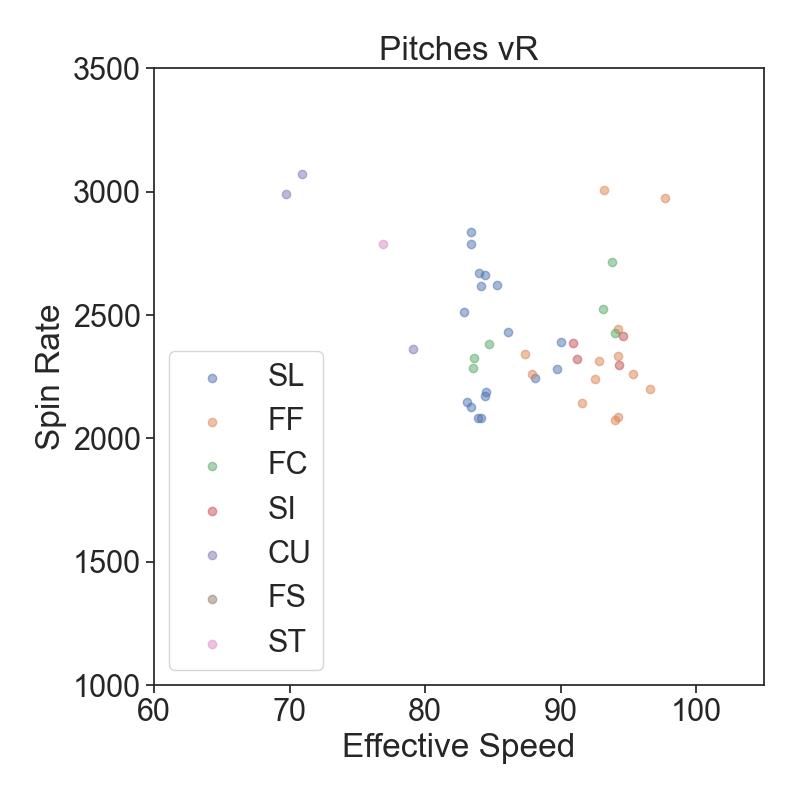 Pitches vR
3500
3000
2500
2000
1500
1000
Spin Rate
SL
FF
FC
SI
CU
FS
ST
60 70 80 90 100
Effective Speed